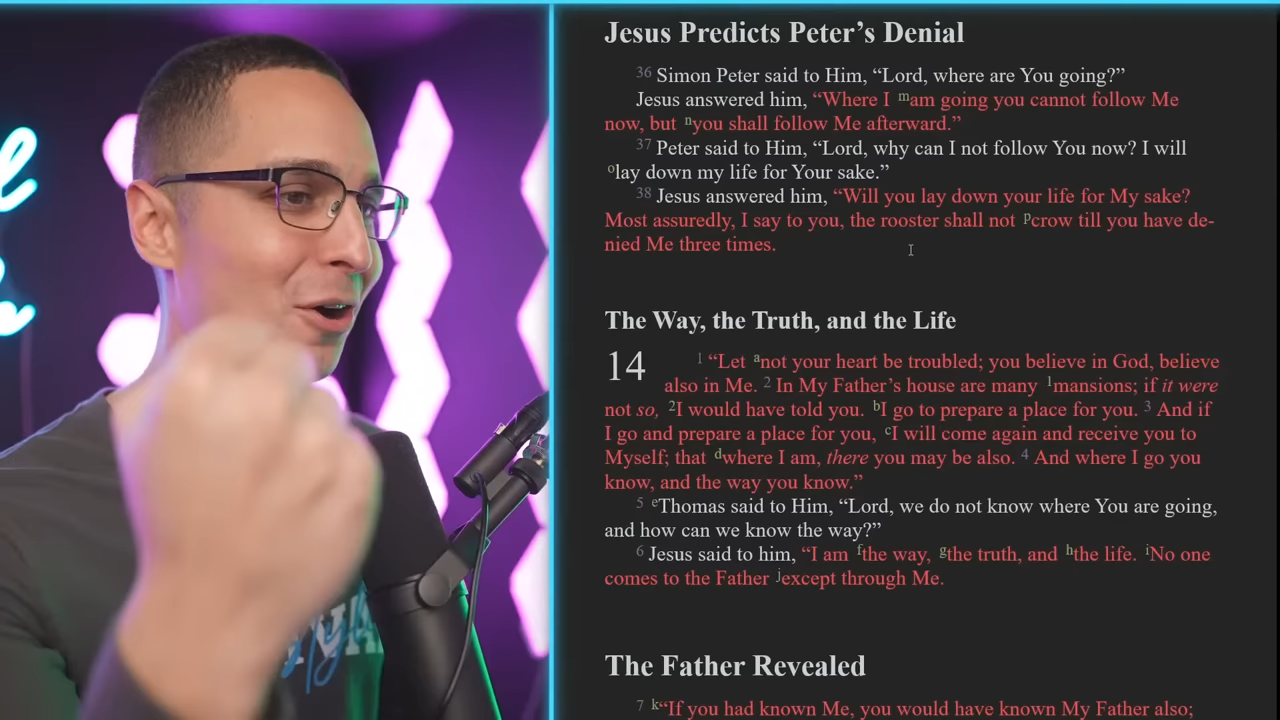 Jesus Predicts Peter’s Denial
36 Simon Peter said to Him, “Lord, where are You going?”
Jesus answered him, “Where I mam going you cannot follow Me
now, but nyou shall follow Me afterward.”
37 Peter said to Him, “Lord, why can I not follow You now? I will
olay down my life for Your sake.”
38 Jesus answered him, “Will you lay down your life for My sake?
Most assuredly, I say to you, the rooster shall not pcrow till you have de-
nied Me three times.
The Way, the Truth, and the Life
14 1 “Let anot your heart be troubled; you believe in God, believe
also in Me. 2 In My Father’s house are many 1mansions; if it were
not so, 2I would have told you. bI go to prepare a place for you. 3 And if
I go and prepare a place for you, cI will come again and receive you to
Myself; that dwhere I am, there you may be also. 4 And where I go you
know, and the way you know.”
5 eThomas said to Him, “Lord, we do not know where You are going,
and how can we know the way?”
6 Jesus said to him, “I am fthe way, gthe truth, and hthe life. iNo one
comes to the Father jexcept through Me.
The Father Revealed
7 k“If you had known Me, you would have known My Father also;